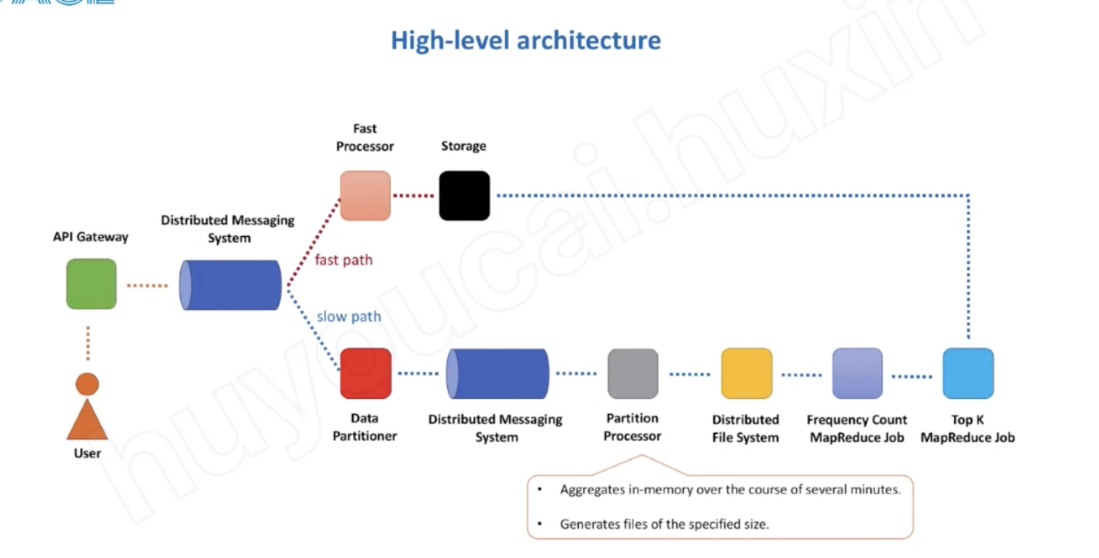 High-level architecture
Fast
Processor
Storage
Distributed Messaging
System
API Gateway
fast path
slow path
Data
Partitioner
Distributed Messaging
System
Partition
Processor
Distributed
File System
Frequency Count
MapReduce Job
Top K
MapReduce Job
User
• Aggregates in-memory over the course of several minutes.
• Generates files of the specified size.
huyoucai.huxin